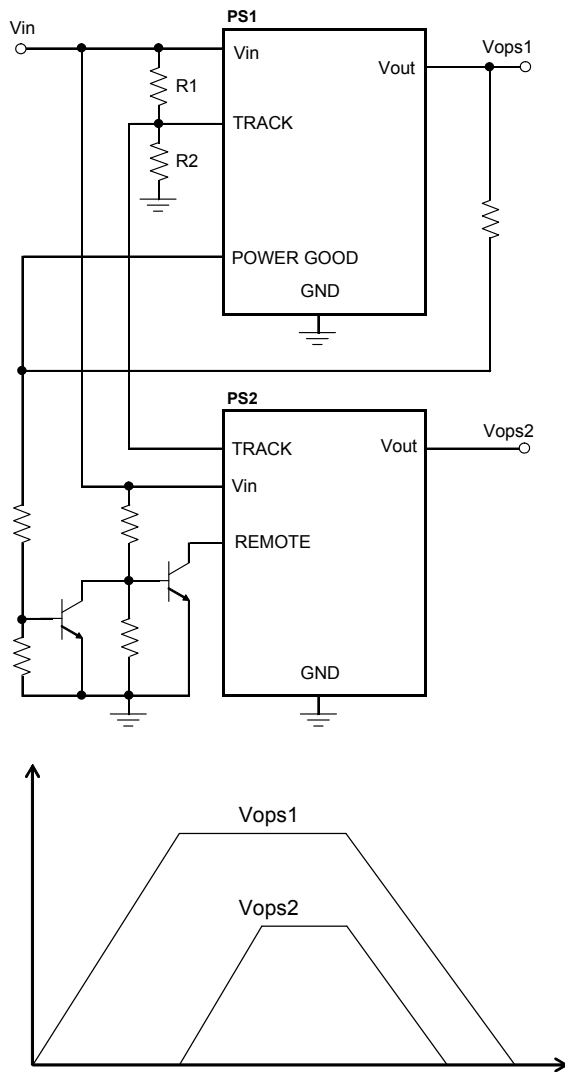 PS1
Vin
Vin
Vout
Vops1
R1
TRACK
R2
POWER GOOD
GND
PS2
TRACK
Vout
Vops2
Vin
REMOTE
GND
Vops1
Vops2